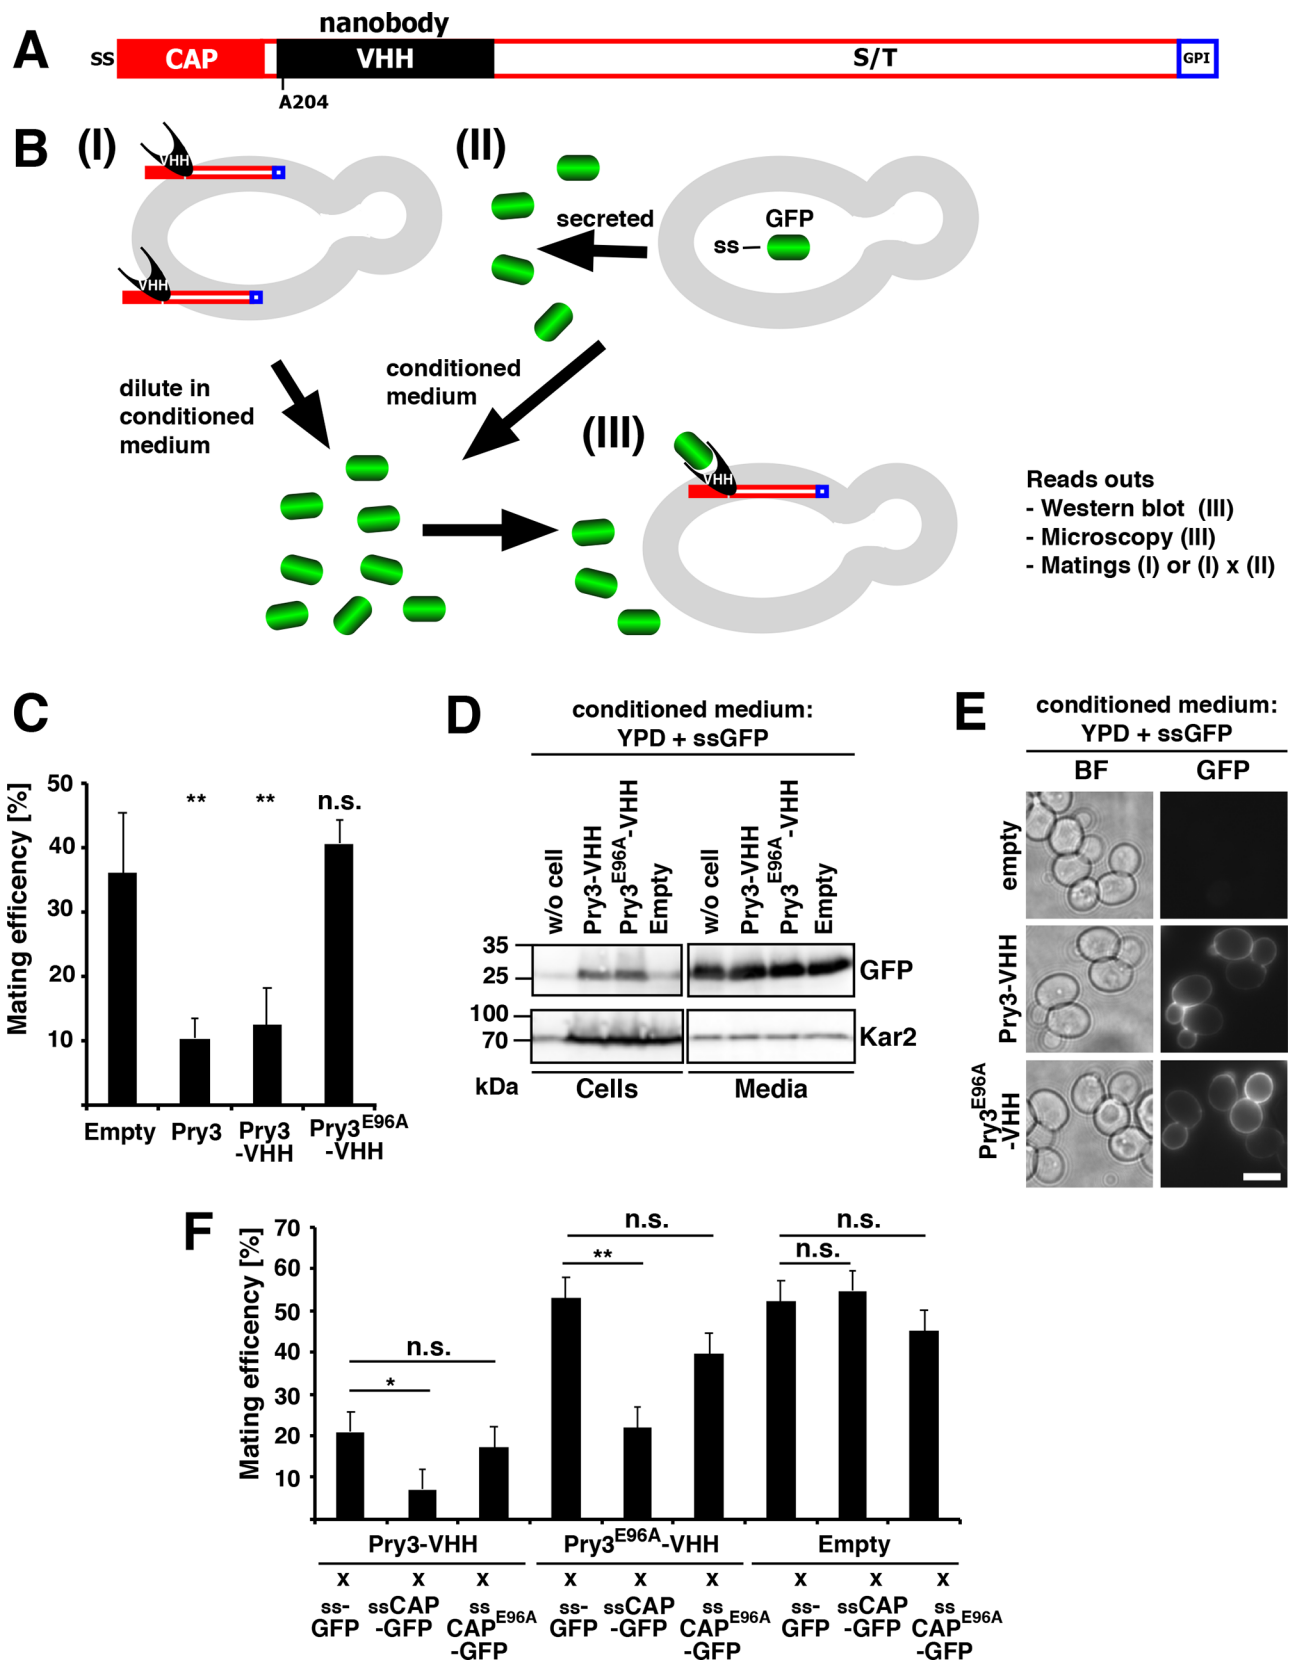 A
nanobody
ss CAP VHH S/T GPI
A204
B (I) (II)
VHH
VHH
secreted
GFP
ss
dilute in
conditioned
medium
conditioned
medium
(III)
VHH
Reads outs
- Western blot (III)
- Microscopy (III)
- Matings (I) or (I) x (II)
C
Mating efficency [%]
50
40
30
20
10
** ** n.s.
Empty Pry3 Pry3 -VHH Pry3E96A -VHH
D
conditioned medium:
YPD + ssGFP
w/o cell Pry3-VHH Pry3E96A-VHH Empty w/o cell Pry3-VHH Pry3E96A-VHH Empty
35
25
GFP
100
70
Kar2
kDa Cells Media
E
conditioned medium:
YPD + ssGFP
BF GFP
empty
Pry3-VHH
Pry3E96A
-VHH
F
Mating efficency [%]
70
60
50
40
30
20
10
n.s.
*
n.s.
**
n.s.
n.s.
Pry3-VHH Pry3E96A-VHH Empty
x x x x x x x x x
ss- ssCAP ss ss- ssCAP ss ss- ssCAP ss
GFP -GFP CAPE96A GFP -GFP CAPE96A GFP -GFP CAPE96A
-GFP -GFP -GFP